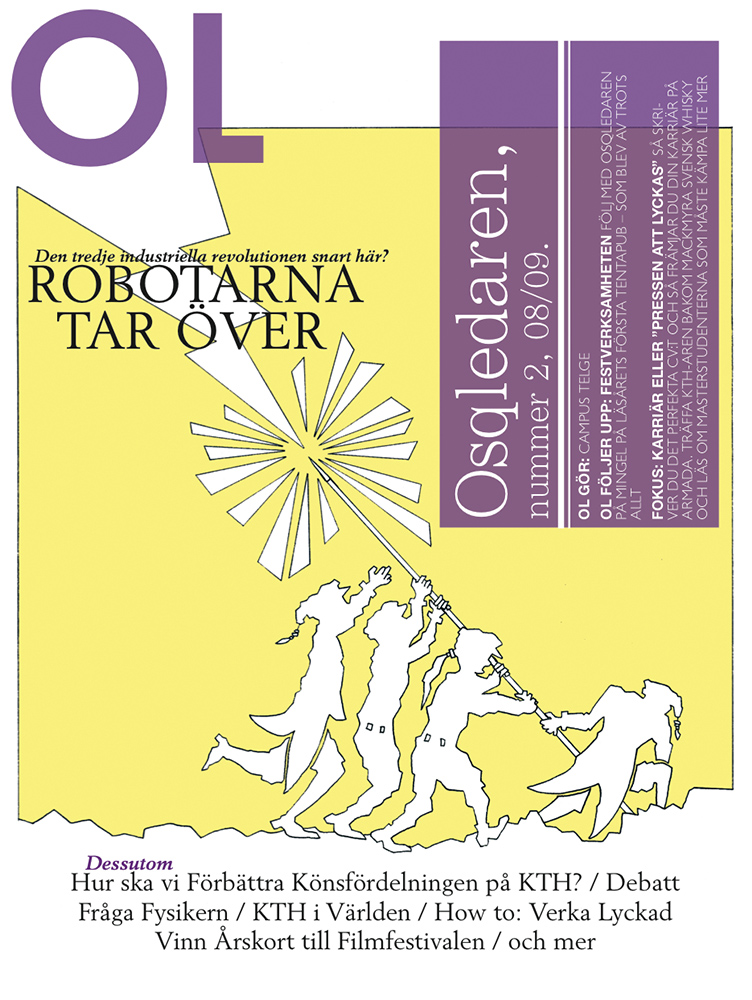 OL
Den tredje industriella revolutionen snart här?
ROBOTARNA
TAR ÖVER
Osqledaren,
nummer 2, 08/09.
OL GÖR: CAMPUS TELGE
OL FÖLJER UPP: FESTVERKSAMHETEN FÖLJ MED OSQLEDAREN
PÅ MINGEL PÅ LÄSÅRETS FÖRSTA TENTAPUB – SOM BLEV AV TROTS
ALLT
FOKUS: KARRIÄR ELLER ”PRESSEN ATT LYCKAS” SÅ SKRI-
VER DU DET PERFEKTA CV:T OCH SÅ FRÄMJAR DU DIN KARRIÄR PÅ
ARMADA, TRÄFFA KTH-AREN BAKOM MACKMYRA SVENSK WHISKY
OCH LÄS OM MASTERSTUDENTERNA SOM MÅSTE KÄMPA LITE MER
Dessutom
Hur ska vi Förbättra Könsfördelningen på KTH? / Debatt
Fråga Fysikern / KTH i Världen / How to: Verka Lyckad
Vinn Årskort till Filmfestivalen / och mer